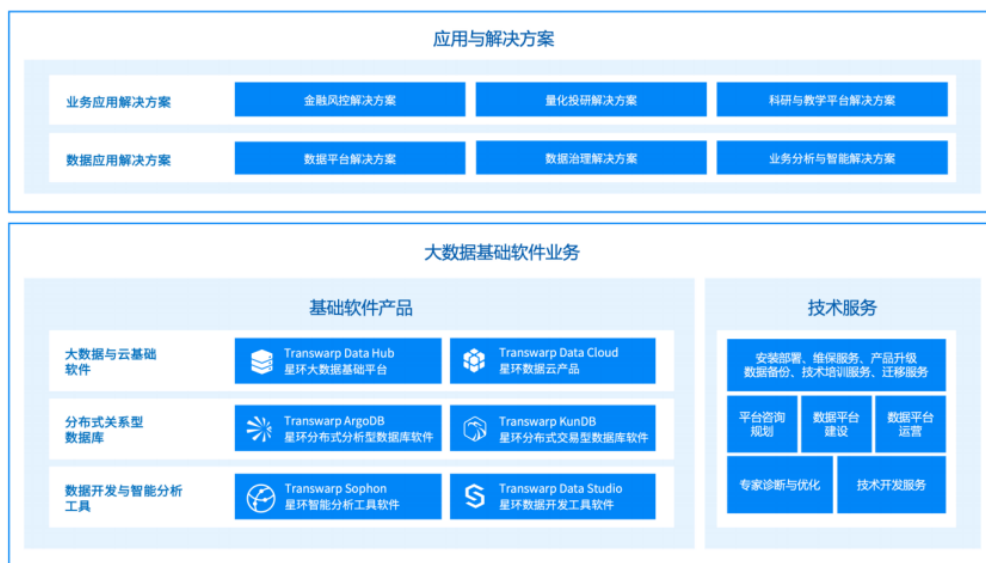 应用与解决方案
业务应用解决方案
金融风控解决方案
量化投研解决方案
科研与教学平台解决方案
数据应用解决方案
数据平台解决方案
数据治理解决方案
业务分析与智能解决方案
大数据基础软件业务
基础软件产品
大数据与云基础
软件
Transwarp Data Hub
星环大数据基础平台
Transwarp Data Cloud
星环数据云产品
分布式关系型
数据库
Transwarp ArgoDB
星环分布式分析型数据库软件
Transwarp KunDB
星环分布式交易型数据库软件
数据开发与智能分析
工具
Transwarp Sophon
星环智能分析工具软件
Transwarp Data Studio
星环数据开发工具软件
技术服务
安装部署、维保服务、产品升级
数据备份、技术培训服务、迁移服务
平台咨询
规划
数据平台
建设
数据平台
运营
专家诊断与优化
技术开发服务